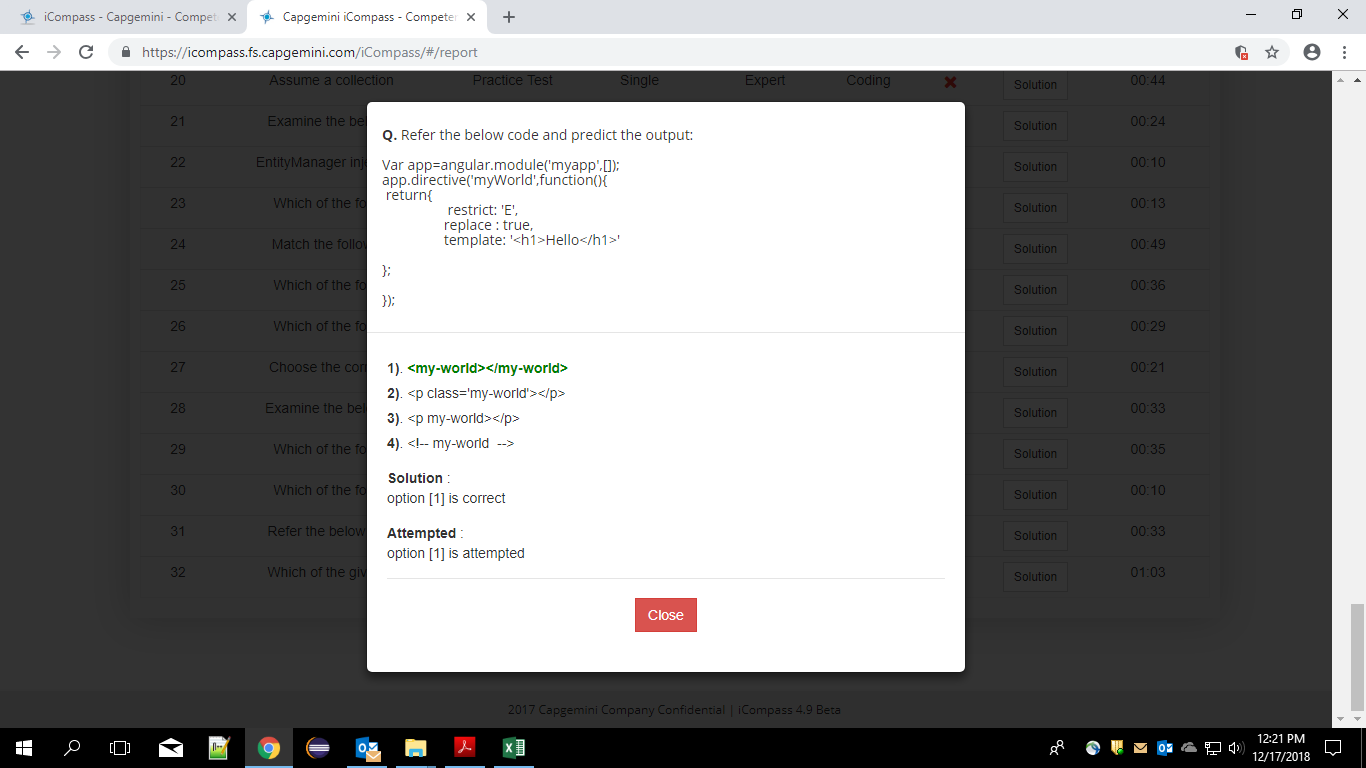 iCompass - Capgemini - Compet
Capgemini iCompass - Competen
https://icompass.fs.capgemini.com/iCompass/#/report
20 Assume a collection Practice Test Single Expert Coding Solution 00:44
21 Examine the bel Solution 00:24
22 EntityManager inj Solution 00:10
23 Which of the fo Solution 00:13
24 Match the follow Solution 00:49
25 Which of the fo Solution 00:36
26 Which of the fo Solution 00:29
27 Choose the corr Solution 00:21
28 Examine the bel Solution 00:33
29 Which of the fo Solution 00:35
30 Which of the fo Solution 00:10
31 Refer the below Solution 00:33
32 Which of the giv Solution 01:03
Q. Refer the below code and predict the output:
Var app=angular.module('myapp',[]);
app.directive('myWorld',function(){
return{
restrict: 'E',
replace : true,
template: '<h1>Hello</h1>'
};
});
1). <my-world></my-world>
2). <p class='my-world'></p>
3). <p my-world></p>
4). <!-- my-world -->
Solution :
option [1] is correct
Attempted :
option [1] is attempted
Close
2017 Capgemini Company Confidential | iCompass 4.9 Beta
12:21 PM
12/17/2018